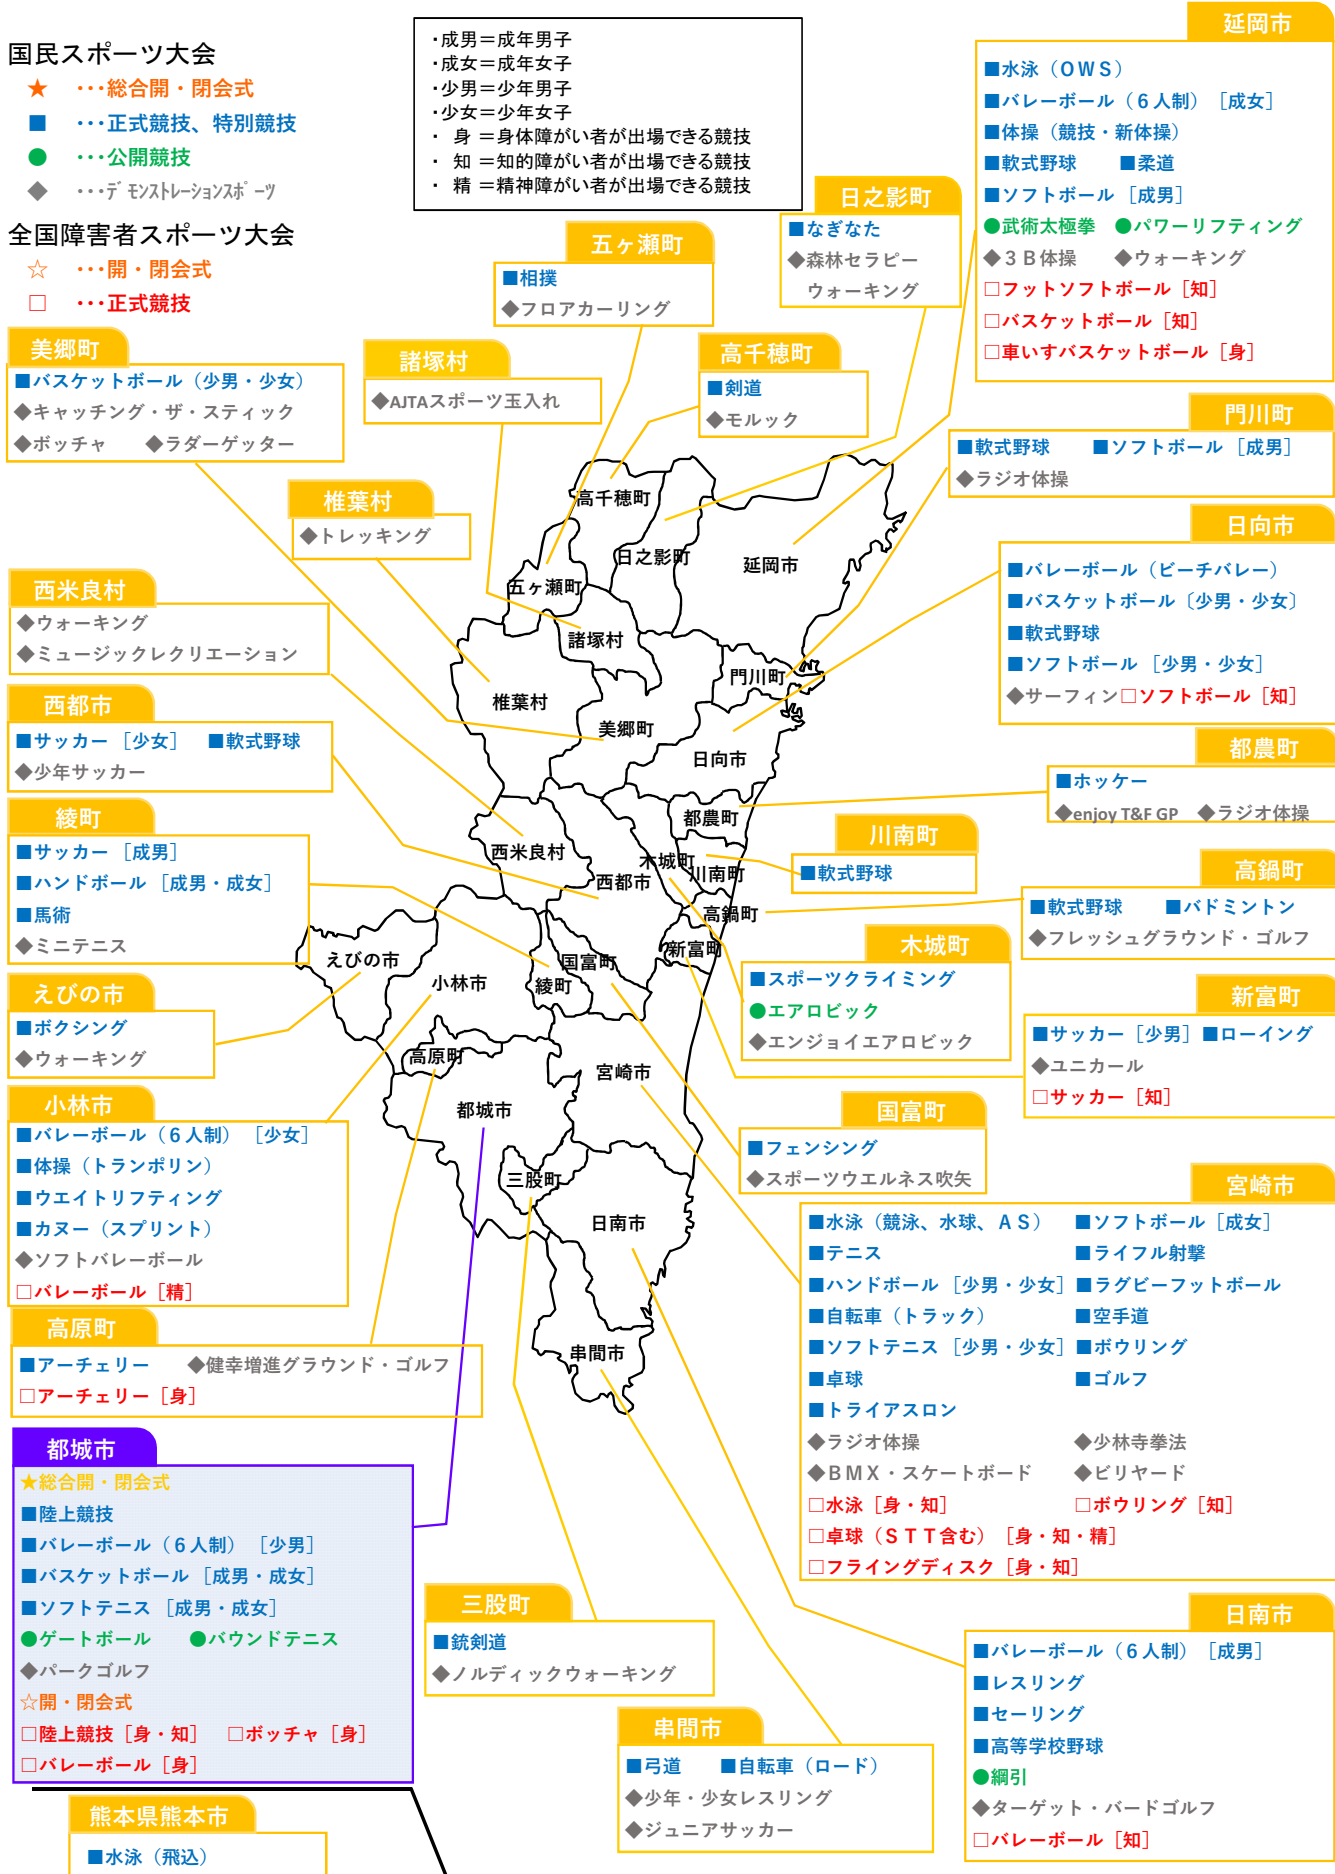 国民スポーツ大会
★ ･･･総合開・閉会式
■ ･･･正式競技、特別競技
● ･･･公開競技
◆ ･･･ﾃﾞﾓﾝｽﾄﾚｰｼｮﾝｽﾎﾟｰﾂ
全国障害者スポーツ大会
☆ ･･･開・閉会式
□ ･･･正式競技
・成男＝成年男子
・成女＝成年女子
・少男＝少年男子
・少女＝少年女子
・ 身 ＝身体障がい者が出場できる競技
・ 知 ＝知的障がい者が出場できる競技
・ 精 ＝精神障がい者が出場できる競技
延岡市
■水泳（ＯＷＳ）
■バレーボール（６人制）［成女］
■体操（競技・新体操）
■軟式野球 ■柔道
■ソフトボール［成男］
●武術太極拳 ●パワーリフティング
◆３Ｂ体操 ◆ウォーキング
□フットソフトボール［知］
□バスケットボール［知］
□車いすバスケットボール［身］
日之影町
■なぎなた
◆森林セラピー
ウォーキング
五ヶ瀬町
■相撲
◆フロアカーリング
高千穂町
■剣道
◆モルック
諸塚村
◆AJTAスポーツ玉入れ
美郷町
■バスケットボール（少男・少女）
◆キャッチング・ザ・スティック
◆ボッチャ ◆ラダーゲッター
門川町
■軟式野球 ■ソフトボール［成男］
◆ラジオ体操
椎葉村
◆トレッキング
日向市
■バレーボール（ビーチバレー）
■バスケットボール〔少男・少女〕
■軟式野球
■ソフトボール［少男・少女］
◆サーフィン□ソフトボール［知］
西米良村
◆ウォーキング
◆ミュージックレクリエーション
西都市
■サッカー［少女］ ■軟式野球
◆少年サッカー
都農町
■ホッケー
◆enjoy T&F GP ◆ラジオ体操
綾町
■サッカー［成男］
■ハンドボール［成男・成女］
■馬術
◆ミニテニス
川南町
■軟式野球
高鍋町
■軟式野球 ■バドミントン
◆フレッシュグラウンド・ゴルフ
木城町
■スポーツクライミング
●エアロビック
◆エンジョイエアロビック
えびの市
■ボクシング
◆ウォーキング
新富町
■サッカー［少男］■ローイング
◆ユニカール
□サッカー［知］
小林市
■バレーボール（６人制）［少女］
■体操（トランポリン）
■ウエイトリフティング
■カヌー（スプリント）
◆ソフトバレーボール
□バレーボール［精］
国富町
■フェンシング
◆スポーツウエルネス吹矢
宮崎市
■水泳（競泳、水球、ＡＳ） ■ソフトボール［成女］
■テニス ■ライフル射撃
■ハンドボール［少男・少女］ ■ラグビーフットボール
■自転車（トラック） ■空手道
■ソフトテニス［少男・少女］ ■ボウリング
■卓球 ■ゴルフ
■トライアスロン
◆ラジオ体操 ◆少林寺拳法
◆ＢＭＸ・スケートボード ◆ビリヤード
□水泳［身・知］ □ボウリング［知］
□卓球（ＳＴＴ含む）［身・知・精］
□フライングディスク［身・知］
高原町
■アーチェリー ◆健幸増進グラウンド・ゴルフ
□アーチェリー［身］
都城市
★総合開・閉会式
■陸上競技
■バレーボール（６人制）［少男］
■バスケットボール［成男・成女］
■ソフトテニス［成男・成女］
●ゲートボール ●バウンドテニス
◆パークゴルフ
☆開・閉会式
□陸上競技［身・知］ □ボッチャ［身］
□バレーボール［身］
三股町
■銃剣道
◆ノルディックウォーキング
日南市
■バレーボール（６人制）［成男］
■レスリング
■セーリング
■高等学校野球
●綱引
◆ターゲット・バードゴルフ
□バレーボール［知］
串間市
■弓道 ■自転車（ロード）
◆少年・少女レスリング
◆ジュニアサッカー
熊本県熊本市
■水泳（飛込）
高千穂町
日之影町
延岡市
五ヶ瀬町
諸塚村
門川町
椎葉村
美郷町
日向市
都農町
西米良村
木城町
西都市
川南町
高鍋町
新富町
えびの市
国富町
小林市
綾町
高原町
宮崎市
都城市
三股町
日南市
串間市